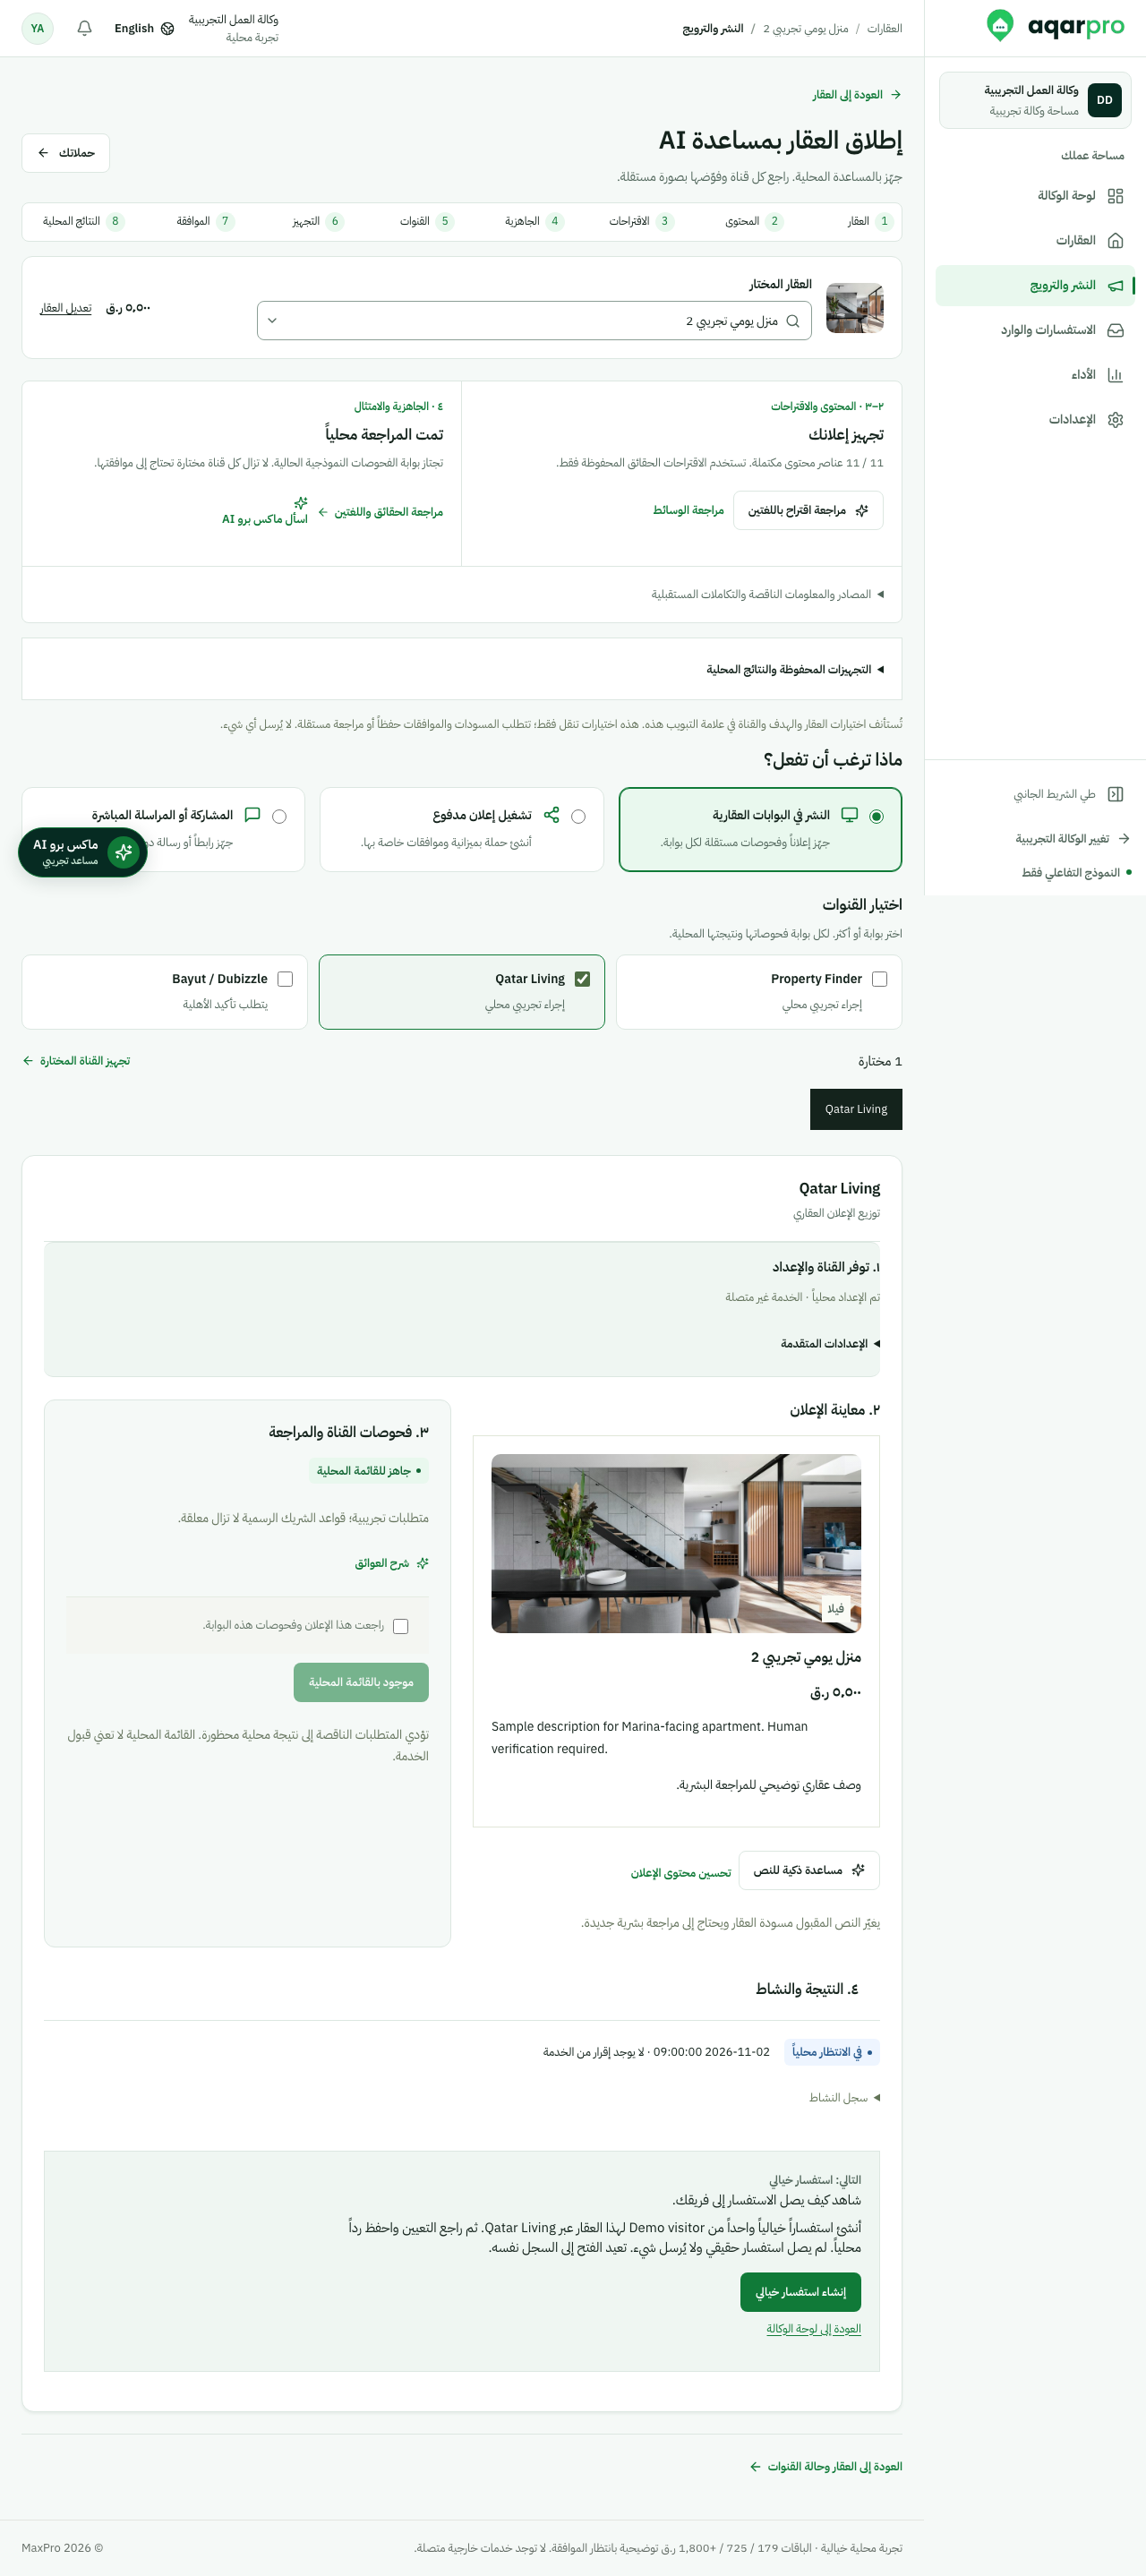 aqarpro
العقارات / منزل يومي تجريبي 2 / النشر والترويج
وكالة العمل التجريبية
تجربة محلية
English
YA
DD
وكالة العمل التجريبية
مساحة وكالة تجريبية
مساحة عملك
لوحة الوكالة
العقارات
النشر والترويج
الاستفسارات والوارد
الأداء
الإعدادات
طي الشريط الجانبي
تغيير الوكالة التجريبية
النموذج التفاعلي فقط
العودة إلى العقار
إطلاق العقار بمساعدة AI
جهّز بالمساعدة المحلية. راجع كل قناة وفوّضها بصورة مستقلة.
حملاتك
1 العقار
2 المحتوى
3 الاقتراحات
4 الجاهزية
5 القنوات
6 التجهيز
7 الموافقة
8 النتائج المحلية
العقار المختار
منزل يومي تجريبي 2
٥,٥٠٠ ر.ق
تعديل العقار
٢–٣ · المحتوى والاقتراحات
تجهيز إعلانك
11 / 11 عناصر محتوى مكتملة. تستخدم الاقتراحات الحقائق المحفوظة فقط.
مراجعة اقتراح باللغتين
مراجعة الوسائط
٤ · الجاهزية والامتثال
تمت المراجعة محلياً
تجتاز بوابة الفحوصات النموذجية الحالية. لا تزال كل قناة مختارة تحتاج إلى موافقتها.
مراجعة الحقائق واللغتين
اسأل ماكس برو AI
المصادر والمعلومات الناقصة والتكاملات المستقبلية
التجهيزات المحفوظة والنتائج المحلية
تُستأنف اختيارات العقار والهدف والقناة في علامة التبويب هذه. هذه اختيارات تنقل فقط؛ تتطلب المسودات والموافقات حفظاً أو مراجعة مستقلة. لا يُرسل أي شيء.
ماذا ترغب أن تفعل؟
النشر في البوابات العقارية
جهّز إعلاناً وفحوصات مستقلة لكل بوابة.
تشغيل إعلان مدفوع
أنشئ حملة بميزانية وموافقات خاصة بها.
المشاركة أو المراسلة المباشرة
جهّز رابطاً أو رسالة
ماكس برو AI
مساعد تجريبي
اختيار القنوات
اختر بوابة أو أكثر. لكل بوابة فحوصاتها ونتيجتها المحلية.
Property Finder
إجراء تجريبي محلي
Qatar Living
إجراء تجريبي محلي
Bayut / Dubizzle
يتطلب تأكيد الأهلية
1 مختارة
تجهيز القناة المختارة
Qatar Living
Qatar Living
توزيع الإعلان العقاري
١. توفر القناة والإعداد
تم الإعداد محلياً · الخدمة غير متصلة
الإعدادات المتقدمة
٢. معاينة الإعلان
فيلا
منزل يومي تجريبي 2
٥,٥٠٠ ر.ق
Sample description for Marina-facing apartment. Human
verification required.
وصف عقاري توضيحي للمراجعة البشرية.
مساعدة ذكية للنص
تحسين محتوى الإعلان
يغيّر النص المقبول مسودة العقار ويحتاج إلى مراجعة بشرية جديدة.
٣. فحوصات القناة والمراجعة
جاهز للقائمة المحلية
متطلبات تجريبية؛ قواعد الشريك الرسمية لا تزال معلقة.
شرح العوائق
راجعت هذا الإعلان وفحوصات هذه البوابة.
موجود بالقائمة المحلية
تؤدي المتطلبات الناقصة إلى نتيجة محلية محظورة. القائمة المحلية لا تعني قبول
الخدمة.
٤. النتيجة والنشاط
في الانتظار محلياً
2026-11-02 09:00:00 · لا يوجد إقرار من الخدمة
سجل النشاط
التالي: استفسار خيالي
شاهد كيف يصل الاستفسار إلى فريقك.
أنشئ استفساراً خيالياً واحداً من Demo visitor لهذا العقار عبر Qatar Living. ثم راجع التعيين واحفظ رداً
محلياً. لم يصل استفسار حقيقي ولا يُرسل شيء. تعيد الفتح إلى السجل نفسه.
إنشاء استفسار خيالي
العودة إلى لوحة الوكالة
العودة إلى العقار وحالة القنوات
تجربة محلية خيالية · الباقات 179 / 725 / +1,800 ر.ق توضيحية بانتظار الموافقة. لا توجد خدمات خارجية متصلة.
© 2026 MaxPro